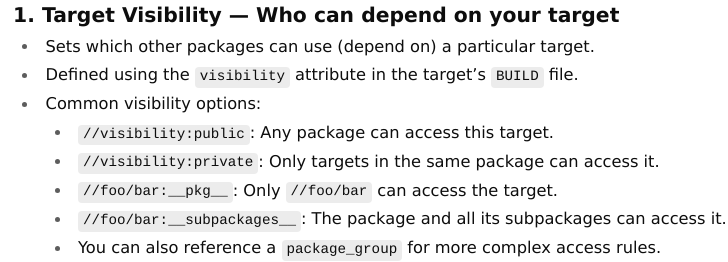 1. Target Visibility — Who can depend on your target
• Sets which other packages can use (depend on) a particular target.
• Defined using the visibility attribute in the target’s BUILD file.
• Common visibility options:
• //visibility:public: Any package can access this target.
• //visibility:private: Only targets in the same package can access it.
• //foo/bar:__pkg__: Only //foo/bar can access the target.
• //foo/bar:__subpackages__: The package and all its subpackages can access it.
• You can also reference a package_group for more complex access rules.